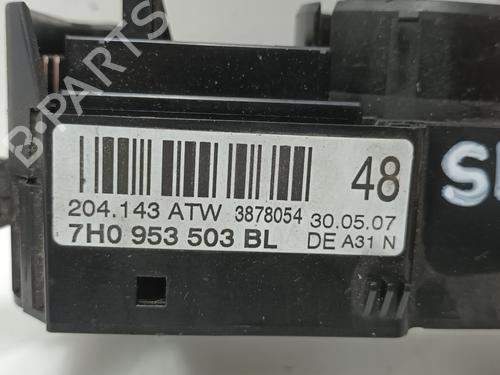 B-PARTS
48
204.143 ATW 3878054 30.05.07
7H0 953 503 BL DE A31 N